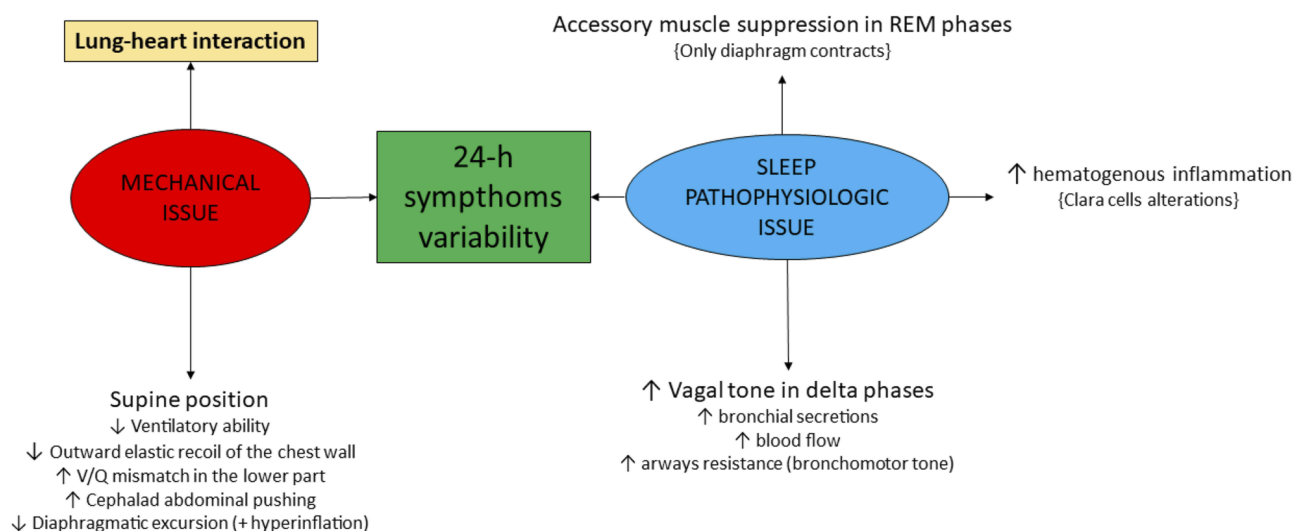 Lung-heart interaction
MECHANICAL
ISSUE
Supine position
↓ Ventilatory ability
↓ Outward elastic recoil of the chest wall
↑ V/Q mismatch in the lower part
↑ Cephalad abdominal pushing
↓ Diaphragmatic excursion (+ hyperinflation)
24-h
sympthoms
variability
Accessory muscle suppression in REM phases
{Only diaphragm contracts}
SLEEP
PATHOPHYSIOLOGIC
ISSUE
↑ hematogenous inflammation
{Clara cells alterations}
↑ Vagal tone in delta phases
↑ bronchial secretions
↑ blood flow
↑ arways resistance (bronchomotor tone)